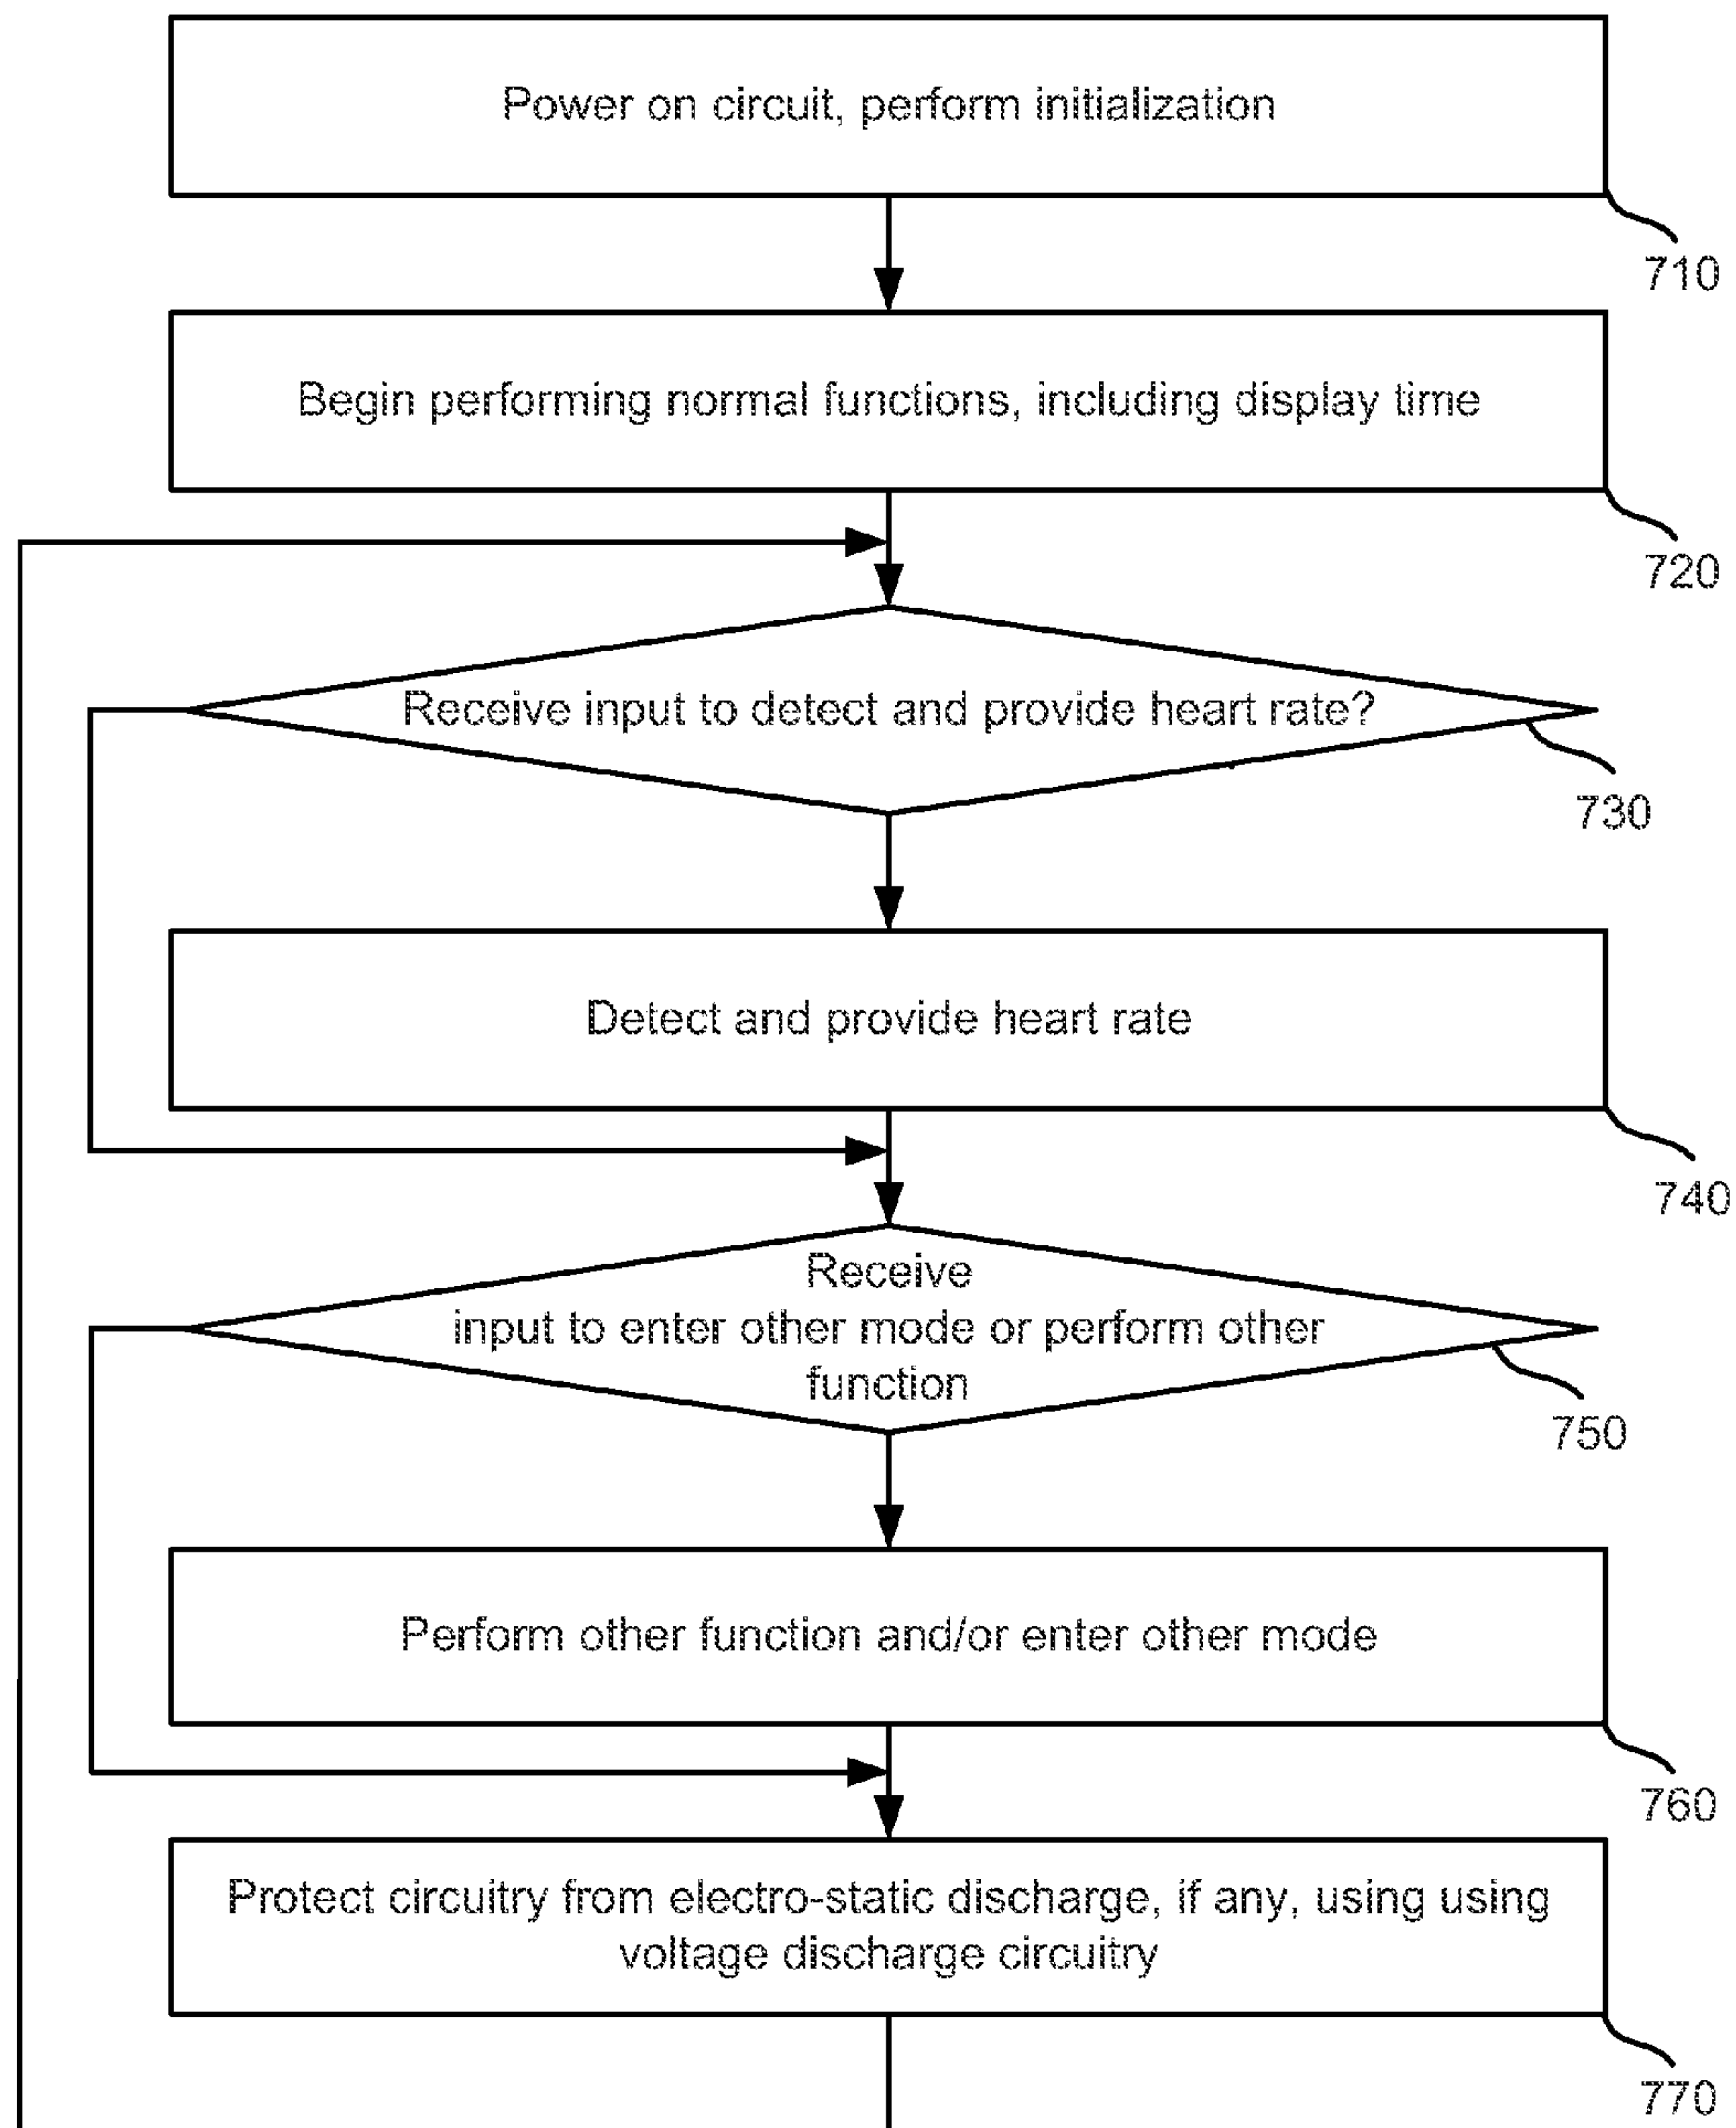 Power on circuit, perform initialization
710
Begin performing normal functions, including display time
720
Receive input to detect and provide heart rate?
730
Detect and provide heart rate
740
Receive
input to enter other mode or perform other
function
750
Perform other function and/or enter other mode
760
Protect circuitry from electro-static discharge, if any, using using
voltage discharge circuitry
770